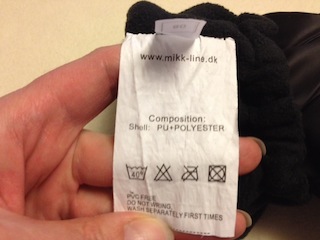 www.mikk-line.dk
Composition:
Shell: PU+POLYESTER
40°
PVC-FREE
DO NOT WRING.
WASH SEPARATELY FIRST TIMES